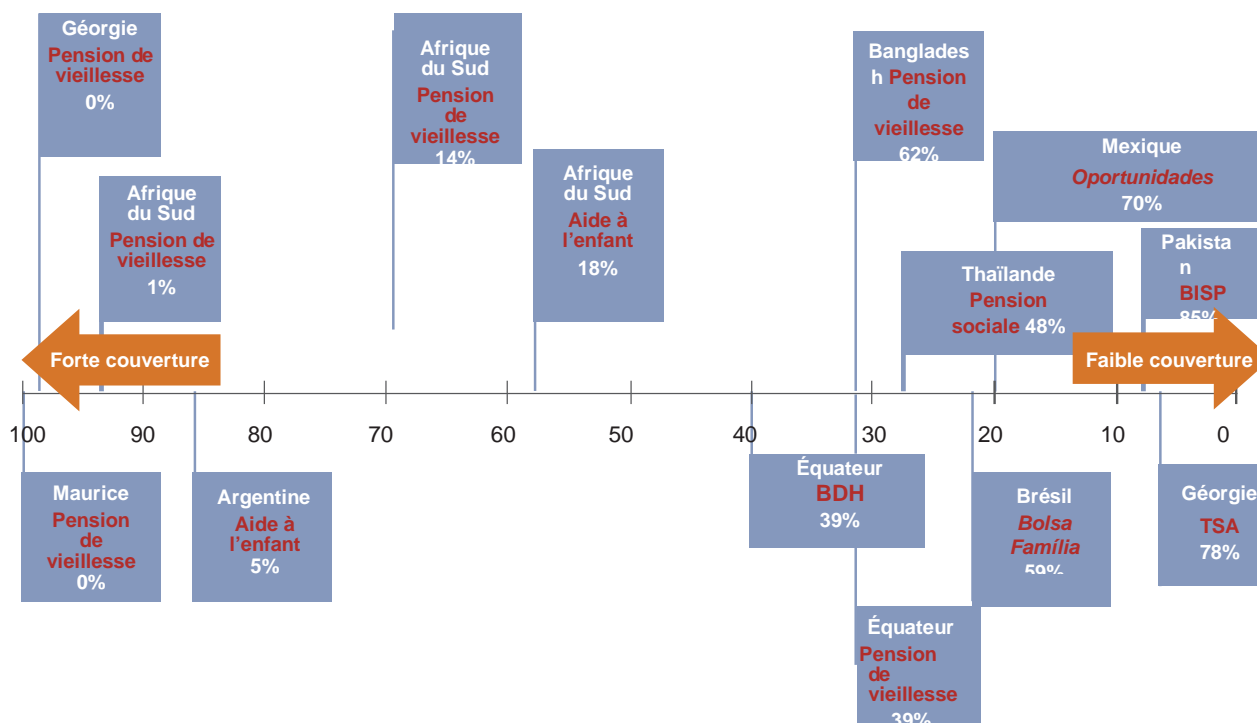 Géorgie
Pension de
vieillesse
0%
Afrique
du Sud
Pension
de
vieillesse
14%
Banglades
h Pension
de
vieillesse
62%
Mexique
Oportunidades
70%
Afrique
du Sud
Pension de
vieillesse
1%
Afrique
du Sud
Aide à
l’enfant
18%
Thaïlande
Pension
sociale 48%
Pakista
n
BISP
85%
Forte couverture
Faible couverture
100
90
80
70
60
50
40
30
20
10
0
Maurice
Pension
de
vieillesse
0%
Argentine
Aide à
l’enfant
5%
Équateur
BDH
39%
Brésil
Bolsa
Família
59%
Géorgie
TSA
78%
Équateur
Pension
de
vieillesse
39%